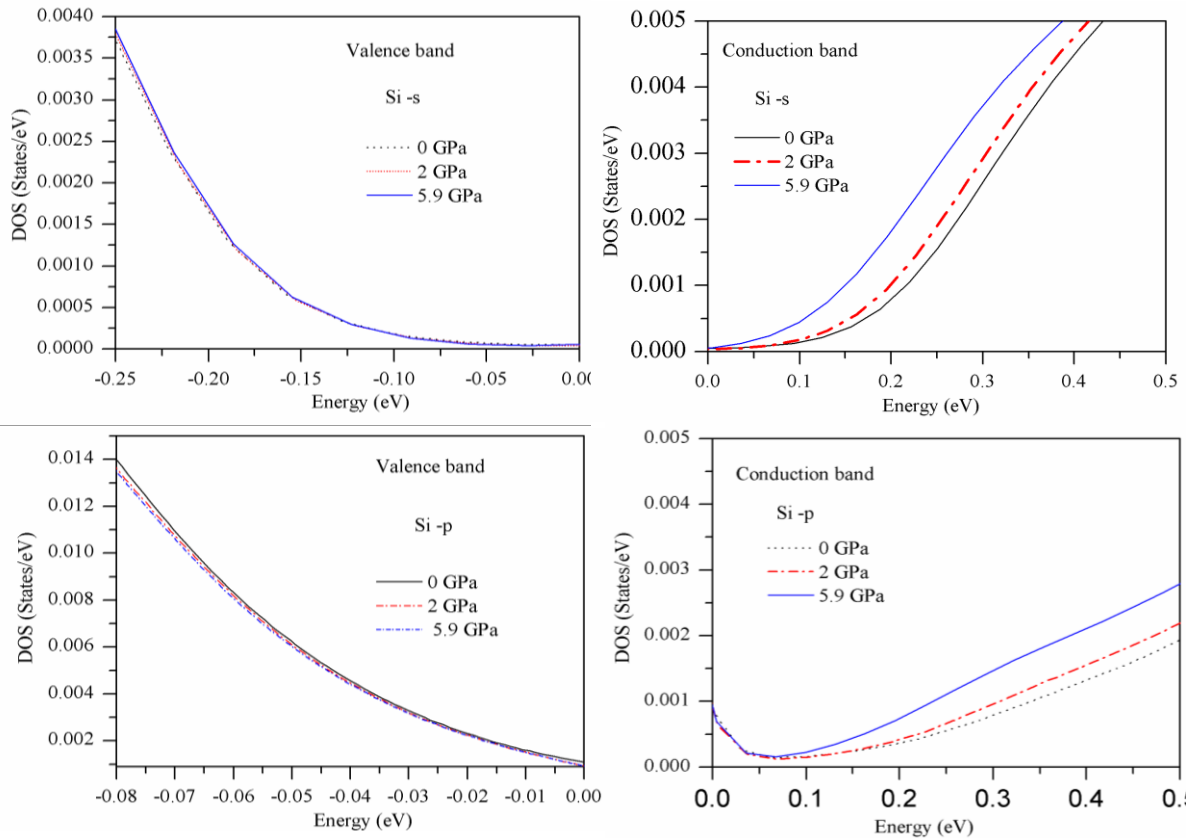 0.0040
0.0030
0.0020
0.0010
0.0000
Valence band
Si -s
0 GPa
2 GPa
5.9 GPa
DOS (States/eV)
-0.25 -0.20 -0.15 -0.10 -0.05 0.00
Energy (eV)
0.005
0.004
0.003
0.002
0.001
0.000
Conduction band
Si -s
0 GPa
2 GPa
5.9 GPa
DOS (States/eV)
0.0 0.1 0.2 0.3 0.4 0.5
Energy (eV)
0.014
0.012
0.010
0.008
0.006
0.004
0.002
Valence band
Si -p
0 GPa
2 GPa
5.9 GPa
DOS (States/eV)
-0.08 -0.07 -0.06 -0.05 -0.04 -0.03 -0.02 -0.01 0.00
Energy (eV)
0.005
0.004
0.003
0.002
0.001
0.000
Conduction band
Si -p
0 GPa
2 GPa
5.9 GPa
DOS (States/eV)
0.0 0.1 0.2 0.3 0.4 0.5
Energy (eV)